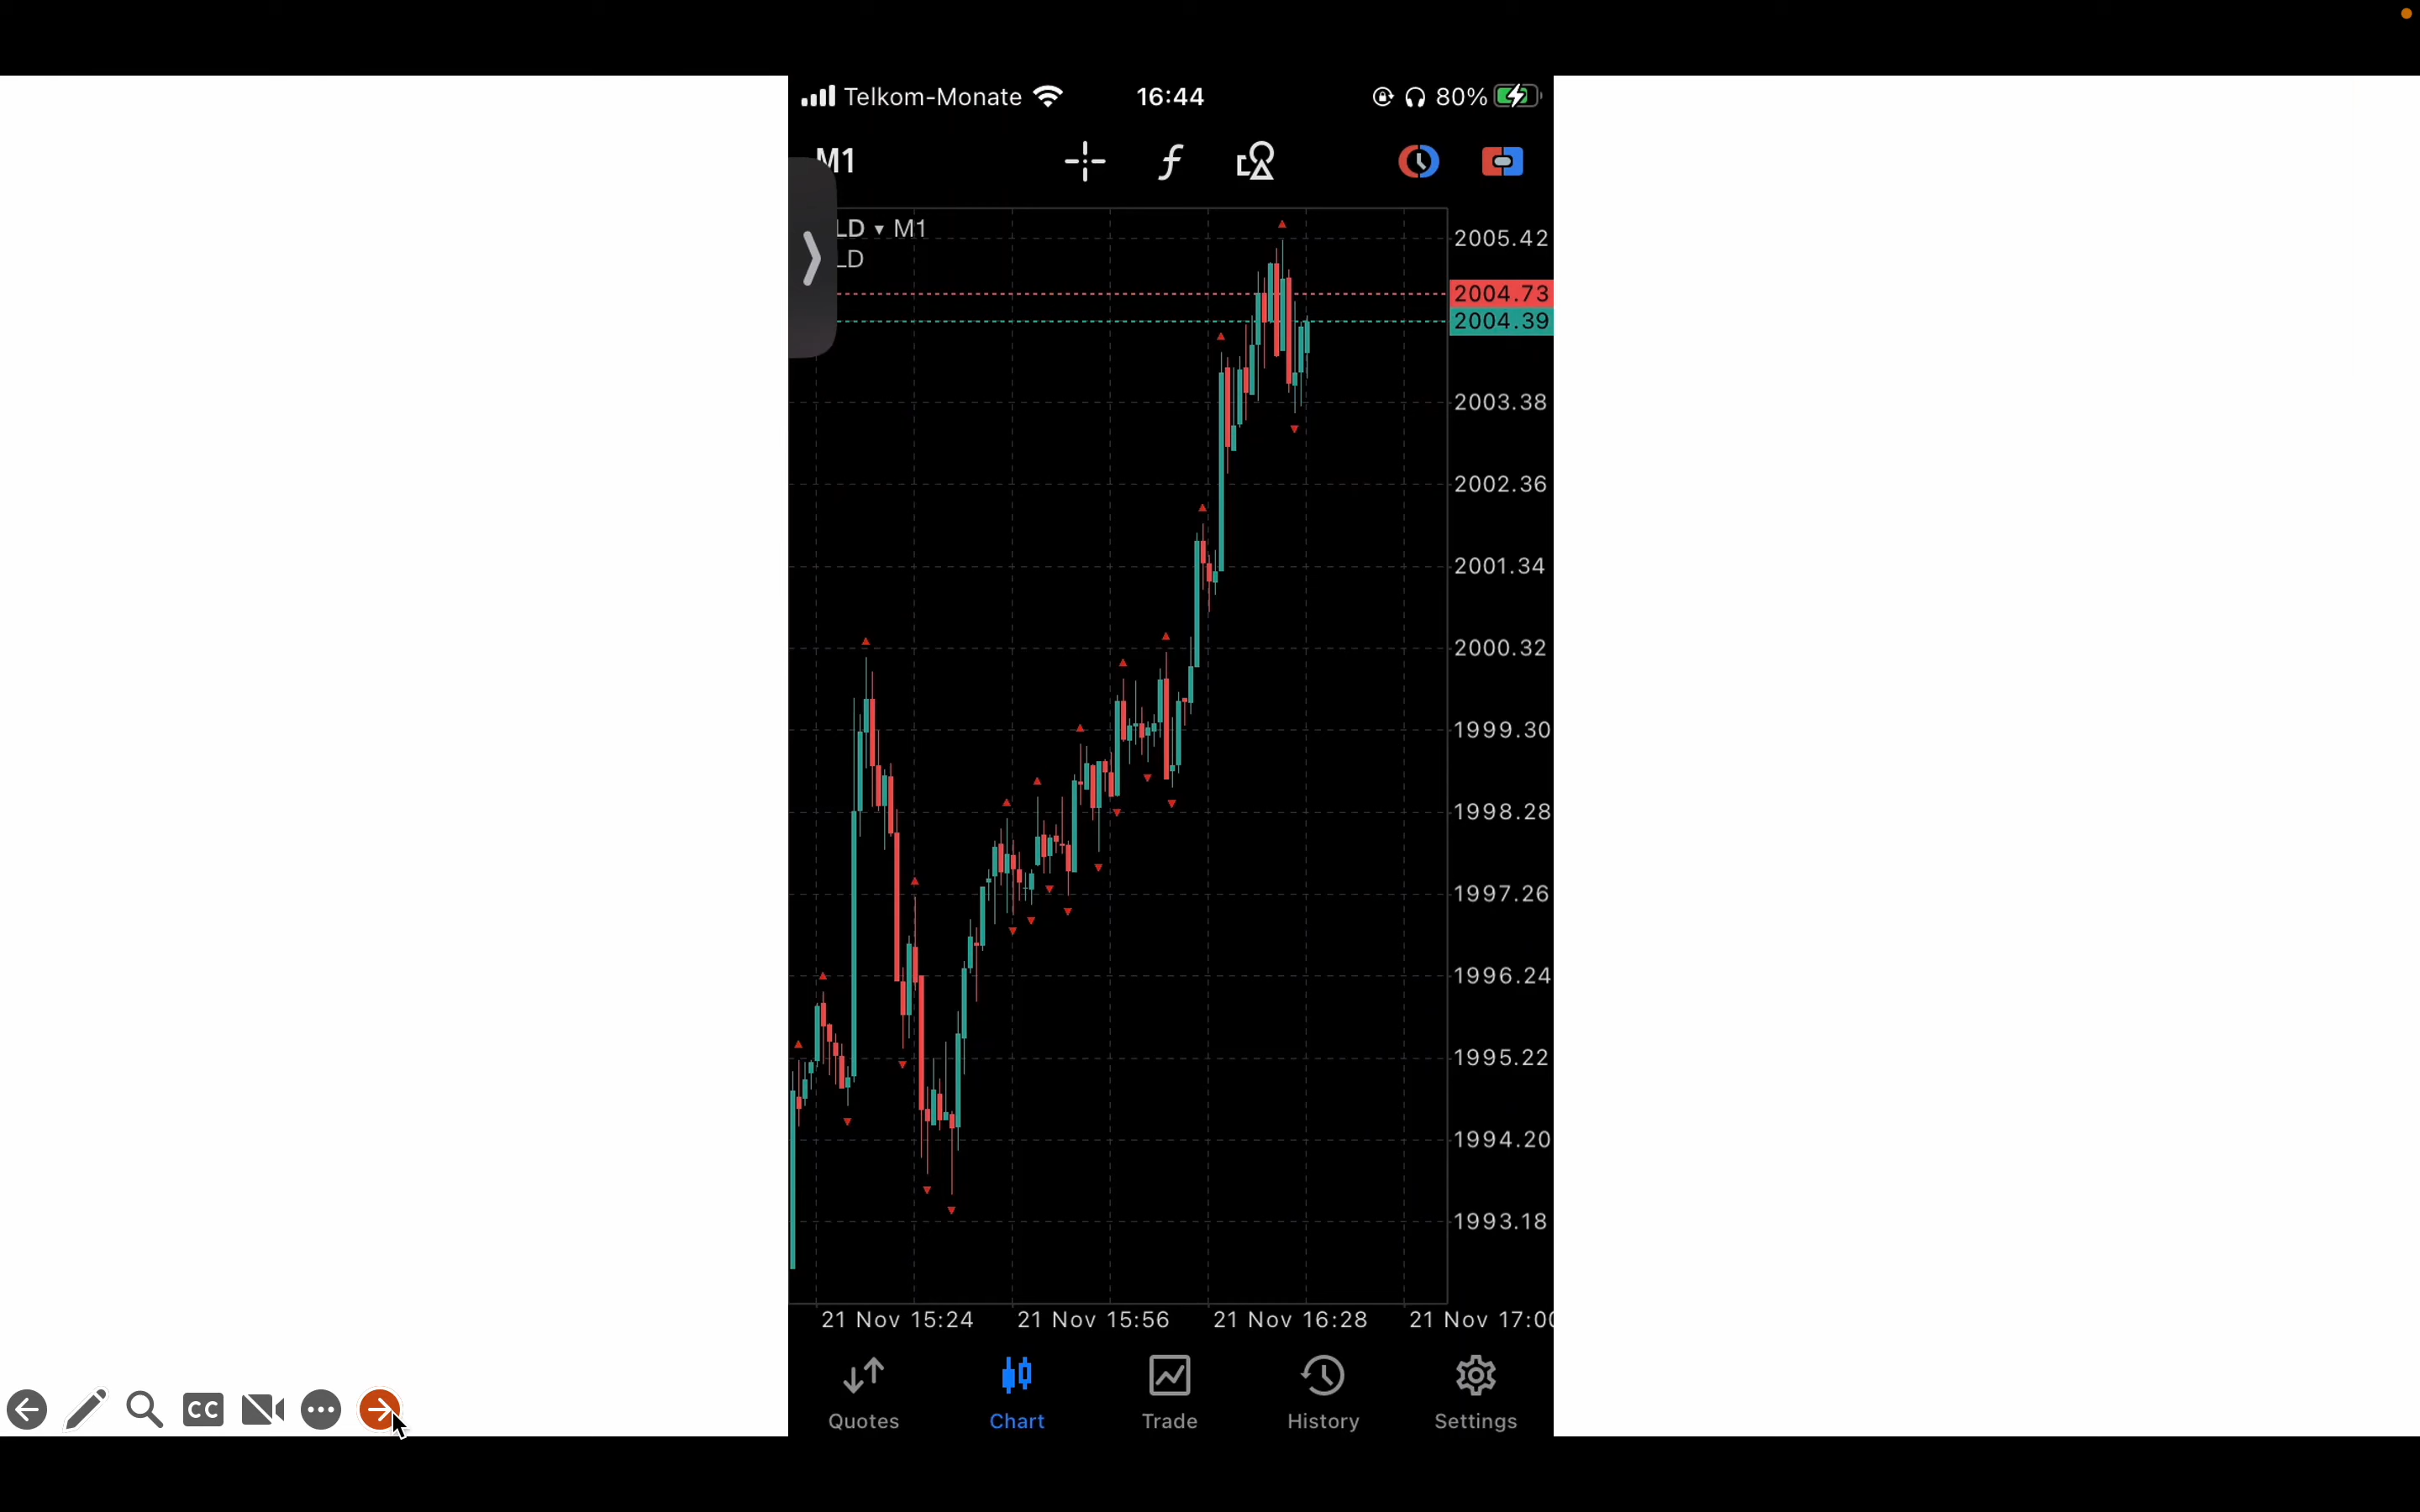 Telkom-Monate 16:44 80%
M1
LD ▾ M1
LD
2005.42
2004.73
2004.39
2003.38
2002.36
2001.34
2000.32
1999.30
1998.28
1997.26
1996.24
1995.22
1994.20
1993.18
21 Nov 15:24 21 Nov 15:56 21 Nov 16:28 21 Nov 17:00
Quotes Chart Trade History Settings
CC